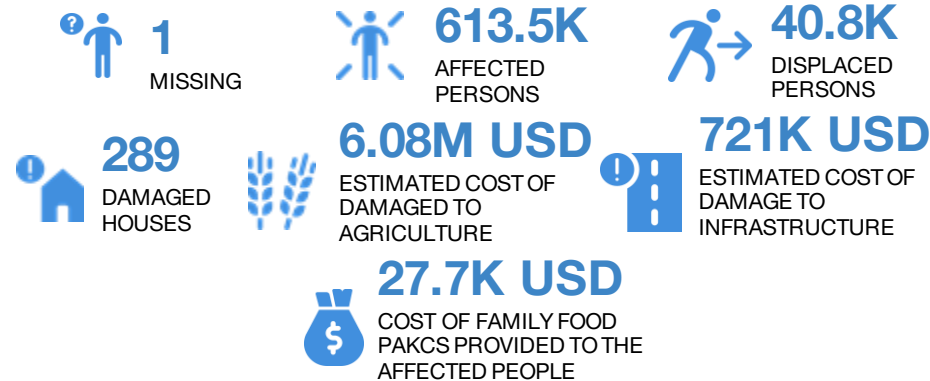 ?
1
MISSING
613.5K
AFFECTED
PERSONS
40.8K
DISPLACED
PERSONS
!
289
DAMAGED
HOUSES
6.08M USD
ESTIMATED COST OF
DAMAGED TO
AGRICULTURE
!
721K USD
ESTIMATED COST OF
DAMAGE TO
INFRASTRUCTURE
$
27.7K USD
COST OF FAMILY FOOD
PAKCS PROVIDED TO THE
AFFECTED PEOPLE